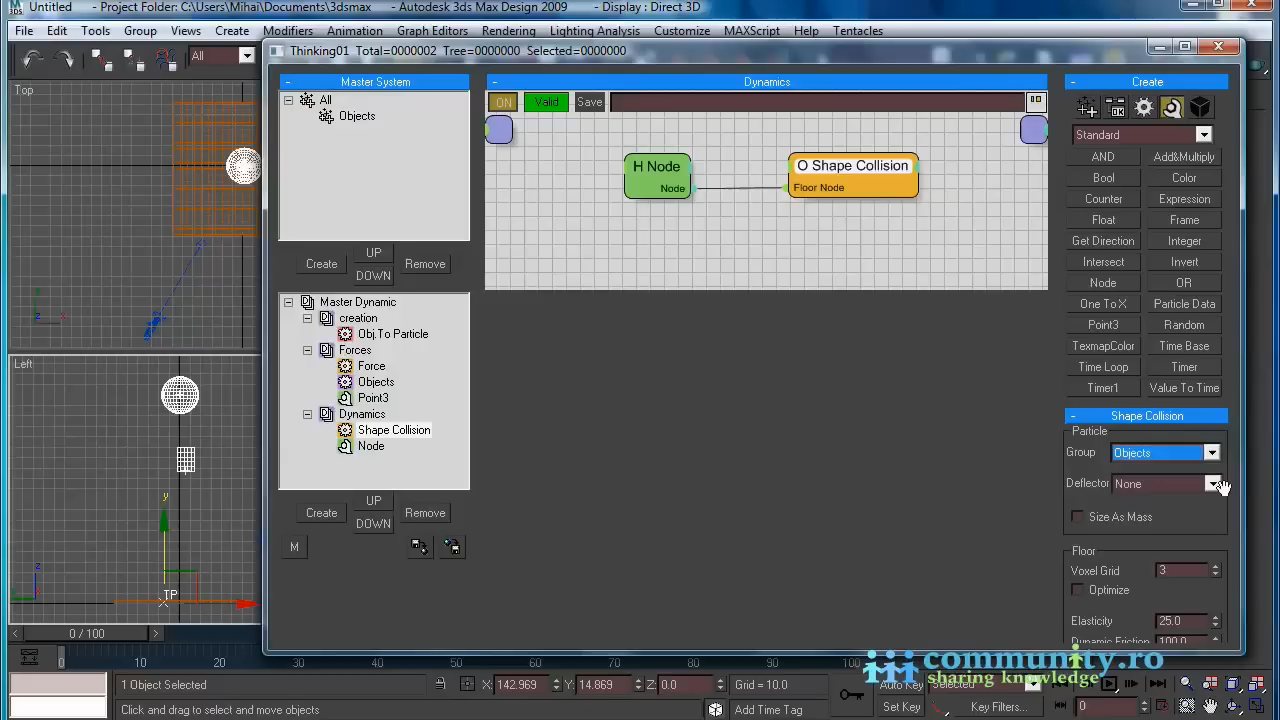 Untitled - Project Folder: C:\Users\Mihai\Documents\3dsmax - Autodesk 3ds Max Design 2009 - Display : Direct 3D
File Edit Tools Group Views Create Modifiers Animation Graph Editors Rendering Lighting Analysis Customize MAXScript Help Tentacles
All
Thinking01 Total=0000002 Tree=0000000 Selected=0000000
Top
Master System
All
Objects
UP
Create
Remove
DOWN
Master Dynamic
creation
Obj.To Particle
Forces
Force
Objects
Point3
Dynamics
Shape Collision
Node
UP
Create
Remove
DOWN
M
Dynamics
ON Valid Save
H Node
Node
O Shape Collision
Floor Node
Create
Standard
AND Add&Multiply
Bool Color
Counter Expression
Float Frame
Get Direction Integer
Intersect Invert
Node OR
One To X Particle Data
Point3 Random
TexmapColor Time Base
Time Loop Timer
Timer1 Value To Time
Shape Collision
Particle
Group Objects
Deflector None
Size As Mass
Floor
Voxel Grid 3
Optimize
Elasticity 25.0
Dynamic Friction 100.0
Left
y
z
TP
0 / 100
0 10 20 30 40 50 60 70 80 90 100
community.ro
sharing knowledge
1 Object Selected
X: 142.969 Y: 14.869 Z: 0.0
Grid = 10.0
Auto Key Selected
Click and drag to select and move objects
Add Time Tag
Set Key
Key Filters...
0